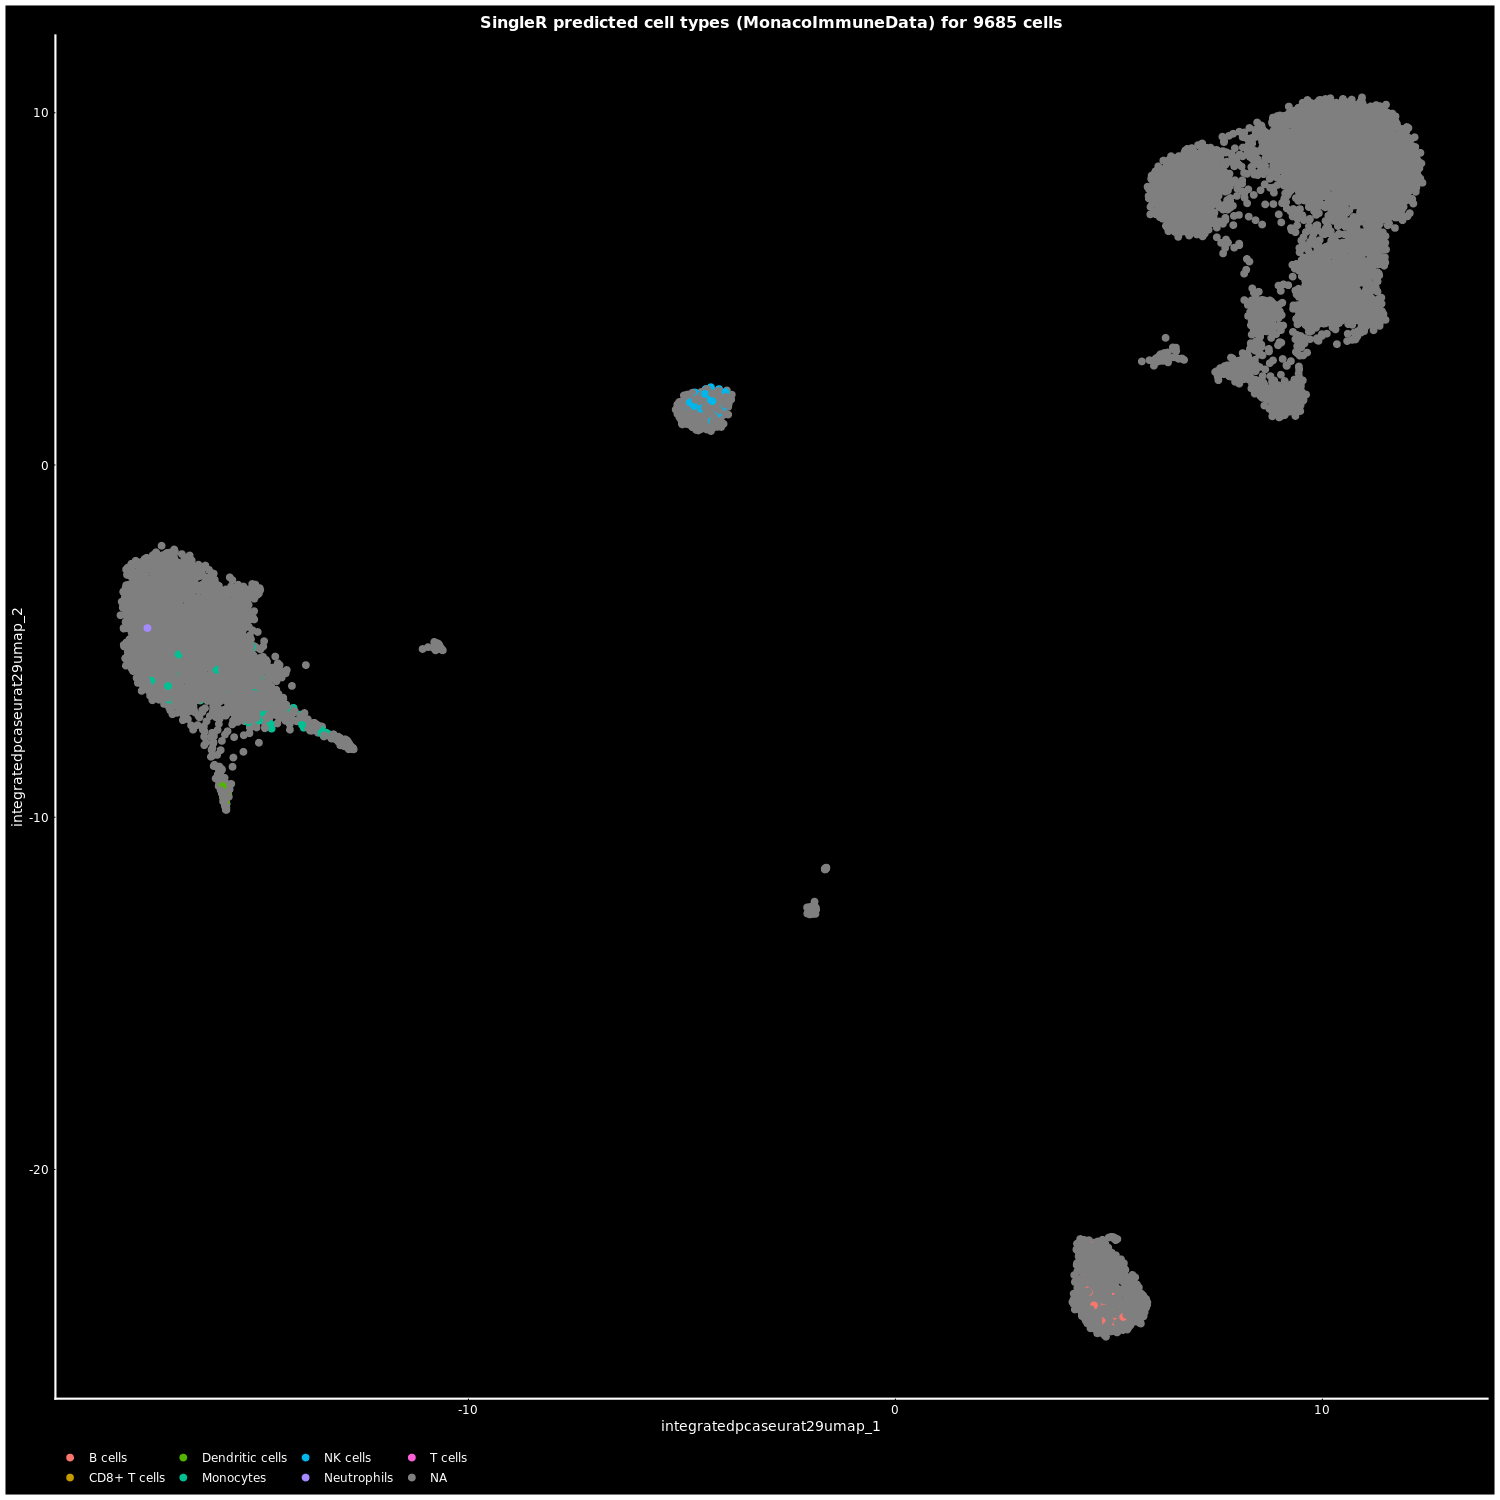 SingleR predicted cell types (MonacoImmuneData) for 9685 cells
10
0
-10
-20
integratedpcaseurat29umap_2
-10 0 10
integratedpcaseurat29umap_1
B cells Dendritic cells NK cells T cells
CD8+ T cells Monocytes Neutrophils NA